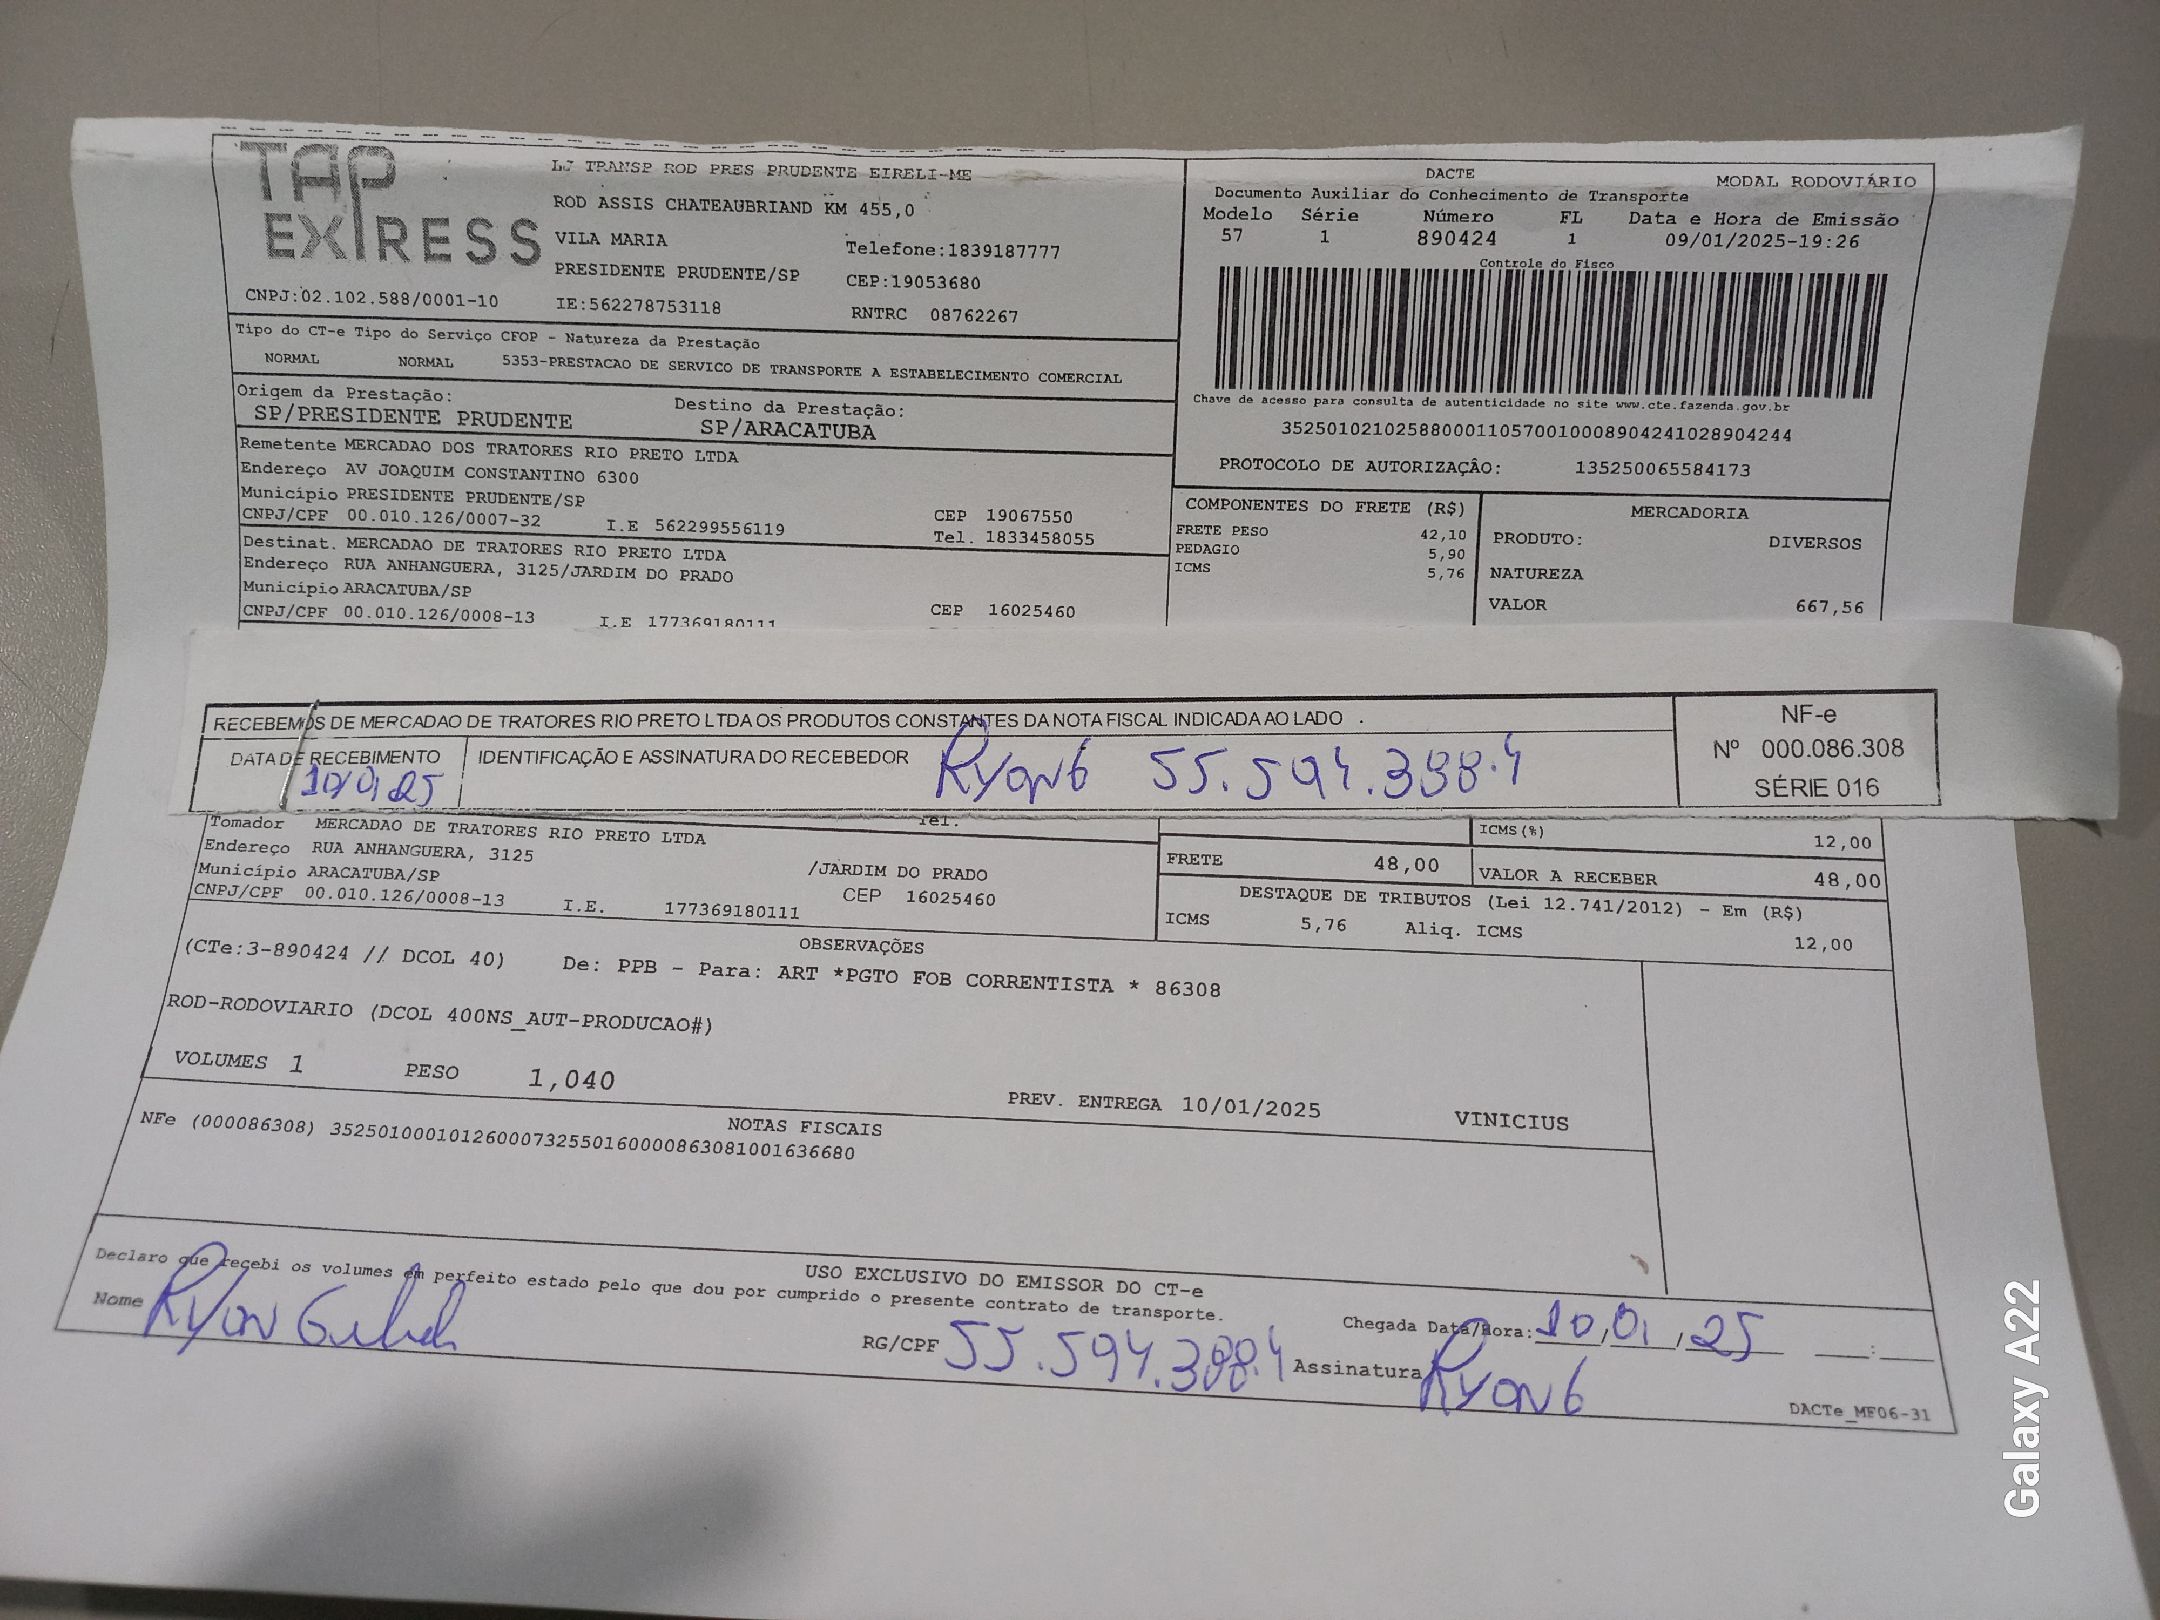 TAP EXPRESS
LJ TRANSP ROD PRES PRUDENTE EIRELI-ME
ROD ASSIS CHATEAUBRIAND KM 455,0
VILA MARIA Telefone:1839187777
PRESIDENTE PRUDENTE/SP CEP:19053680
CNPJ:02.102.588/0001-10 IE:562278753118 RNTRC 08762267
Tipo do CT-e Tipo do Serviço CFOP - Natureza da Prestação
NORMAL NORMAL 5353-PRESTACAO DE SERVICO DE TRANSPORTE A ESTABELECIMENTO COMERCIAL
Origem da Prestação: Destino da Prestação:
SP/PRESIDENTE PRUDENTE SP/ARACATUBA
Remetente MERCADAO DOS TRATORES RIO PRETO LTDA
Endereço AV JOAQUIM CONSTANTINO 6300
Município PRESIDENTE PRUDENTE/SP CEP 19067550
CNPJ/CPF 00.010.126/0007-32 I.E 562299556119 Tel. 1833458055
Destinat. MERCADAO DE TRATORES RIO PRETO LTDA
Endereço RUA ANHANGUERA, 3125/JARDIM DO PRADO
Município ARACATUBA/SP CEP 16025460
CNPJ/CPF 00.010.126/0008-13 I.E 177369180111
DACTE MODAL RODOVIÁRIO
Documento Auxiliar do Conhecimento de Transporte
Modelo Série Número FL Data e Hora de Emissão
57 1 890424 1 09/01/2025-19:26
Controle do Fisco
Chave de acesso para consulta de autenticidade no site www.cte.fazenda.gov.br
35250102102588000110570010008904241028904244
PROTOCOLO DE AUTORIZAÇÂO: 135250065584173
COMPONENTES DO FRETE (R$) MERCADORIA
FRETE PESO 42,10 PRODUTO: DIVERSOS
PEDAGIO 5,90
ICMS 5,76 NATUREZA
VALOR 667,56
RECEBEMOS DE MERCADAO DE TRATORES RIO PRETO LTDA OS PRODUTOS CONSTANTES DA NOTA FISCAL INDICADA AO LADO .
DATA DE RECEBIMENTO IDENTIFICAÇÃO E ASSINATURA DO RECEBEDOR
10/01/25 Ryan G 55.594.388.4
NF-e
Nº 000.086.308
SÉRIE 016
Tel.
Tomador MERCADAO DE TRATORES RIO PRETO LTDA
Endereço RUA ANHANGUERA, 3125 /JARDIM DO PRADO
Município ARACATUBA/SP CEP 16025460
CNPJ/CPF 00.010.126/0008-13 I.E. 177369180111
ICMS(%) 12,00
FRETE 48,00 VALOR A RECEBER 48,00
DESTAQUE DE TRIBUTOS (Lei 12.741/2012) - Em (R$)
ICMS 5,76 Aliq. ICMS 12,00
OBSERVAÇÕES
(CTe:3-890424 // DCOL 40) De: PPB - Para: ART *PGTO FOB CORRENTISTA * 86308
ROD-RODOVIARIO (DCOL 400NS_AUT-PRODUCAO#)
VOLUMES 1 PESO 1,040 PREV. ENTREGA 10/01/2025 VINICIUS
NOTAS FISCAIS
NFe (000086308) 35250100010126000732550160000863081001636680
USO EXCLUSIVO DO EMISSOR DO CT-e
Declaro que recebi os volumes em perfeito estado pelo que dou por cumprido o presente contrato de transporte.
Chegada Data/Hora: 10/01/25 __:__
Nome Ryan RG/CPF 55.594.388.4 Assinatura Ryan G
DACTe_MF06-31
Galaxy A22